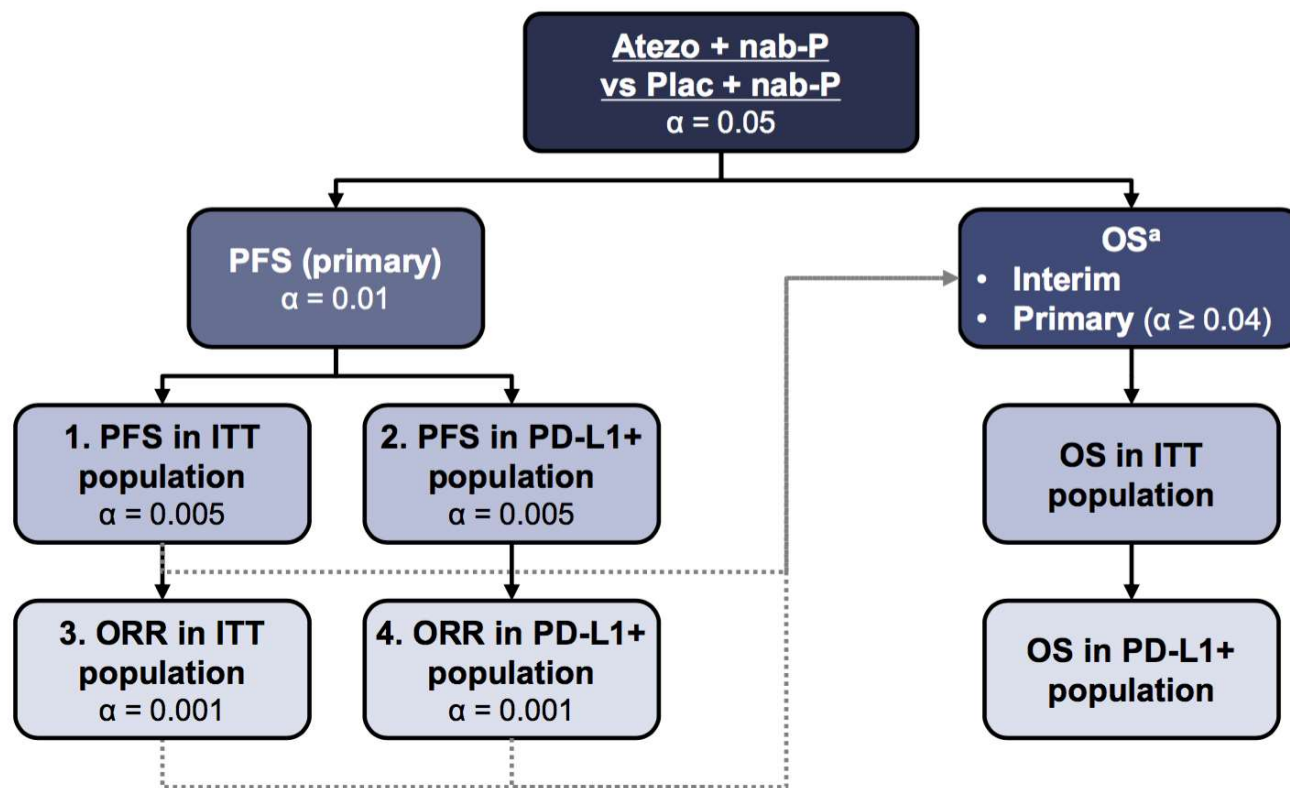 Atezo + nab-P
vs Plac + nab-P
α = 0.05
PFS (primary)
α = 0.01
OSᵃ
• Interim
• Primary (α ≥ 0.04)
1. PFS in ITT
population
α = 0.005
2. PFS in PD-L1+
population
α = 0.005
OS in ITT
population
3. ORR in ITT
population
α = 0.001
4. ORR in PD-L1+
population
α = 0.001
OS in PD-L1+
population